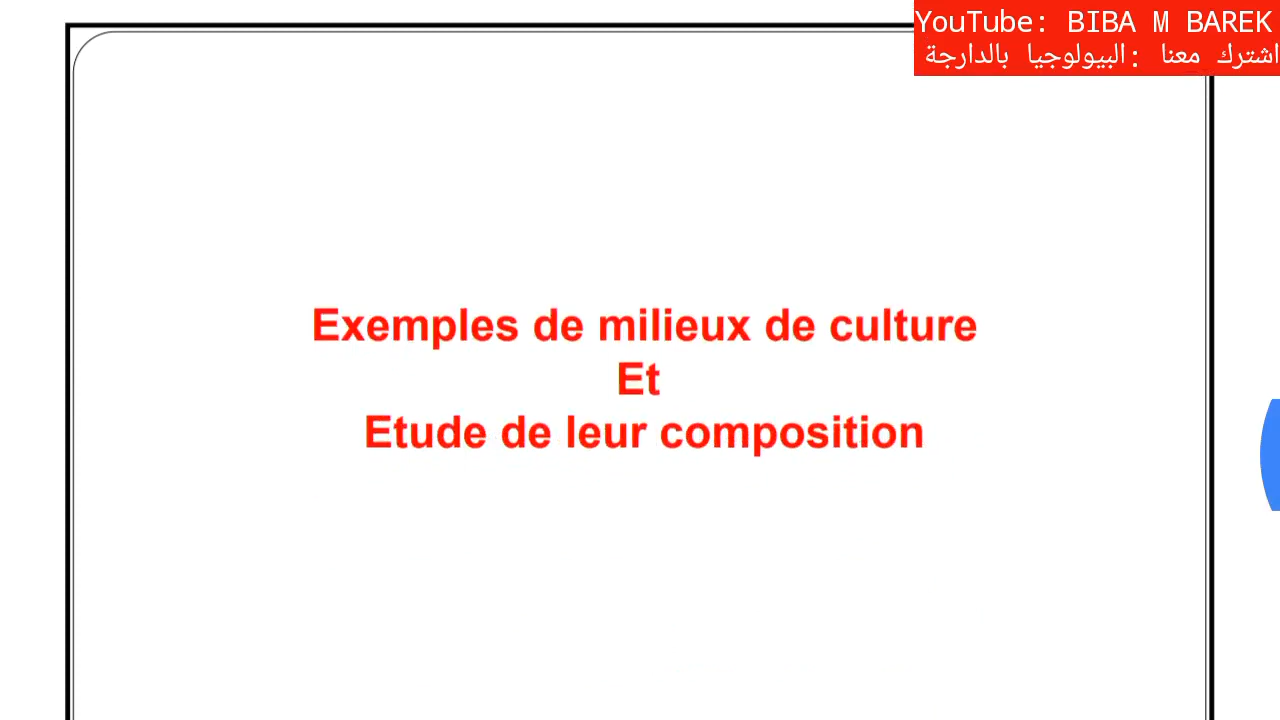 YouTube: BIBA M BAREK
اشترك معنا :البيولوجيا بالدارجة
Exemples de milieux de culture
Et
Etude de leur composition